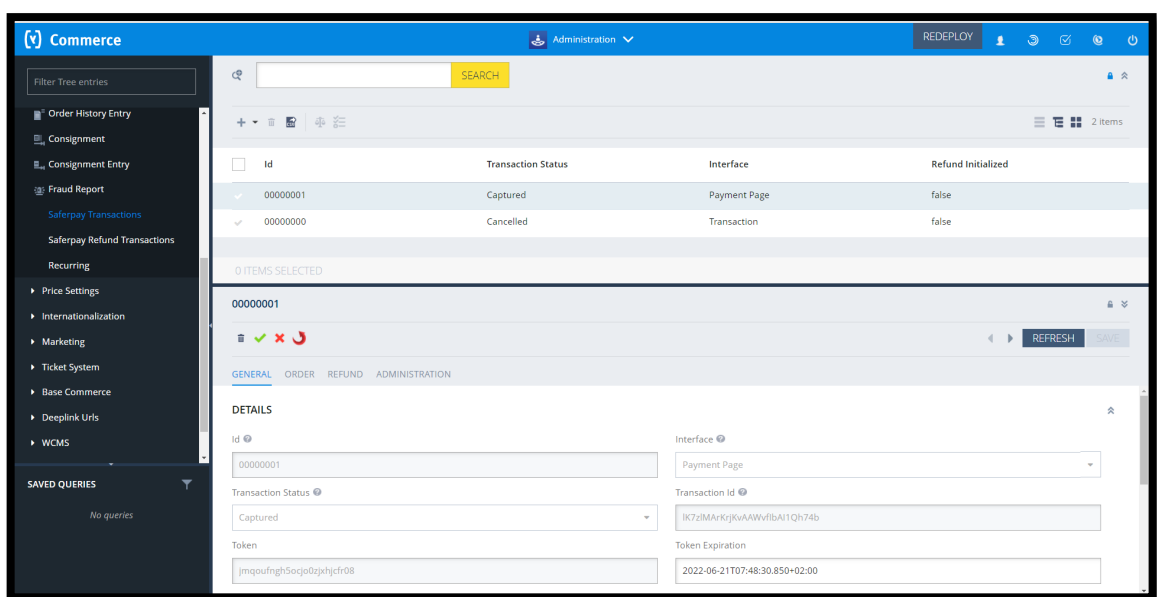 (y) Commerce
Administration
REDEPLOY
Filter Tree entries
Order History Entry
Consignment
Consignment Entry
Fraud Report
Saferpay Transactions
Saferpay Refund Transactions
Recurring
Price Settings
Internationalization
Marketing
Ticket System
Base Commerce
Deeplink Urls
WCMS
SAVED QUERIES
No queries
SEARCH
2 items
Id Transaction Status Interface Refund Initialized
00000001 Captured Payment Page false
00000000 Cancelled Transaction false
0 ITEMS SELECTED
00000001
REFRESH SAVE
GENERAL ORDER REFUND ADMINISTRATION
DETAILS
Id Interface
00000001 Payment Page
Transaction Status Transaction Id
Captured
Token Token Expiration
jmqoufngh5ocjo0zjxhjcfr08 2022-06-21T07:48:30.850+02:00